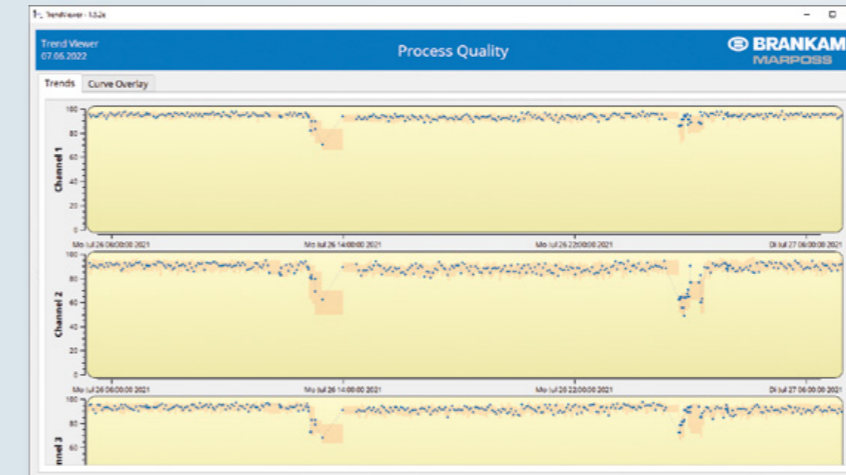 TrendViewer - 1.5.2e
Trend Viewer
07.06.2022
Process Quality
BRANKAM
MARPOSS
Trends Curve Overlay
100
80
60
40
20
0
Channel 1
Mo Jul 26 06:00:00 2021 Mo Jul 26 14:00:00 2021 Mo Jul 26 22:00:00 2021 Di Jul 27 06:00:00 2021
100
80
60
40
20
0
Channel 2
Mo Jul 26 06:00:00 2021 Mo Jul 26 14:00:00 2021 Mo Jul 26 22:00:00 2021 Di Jul 27 06:00:00 2021
100
80
60
nnel 3